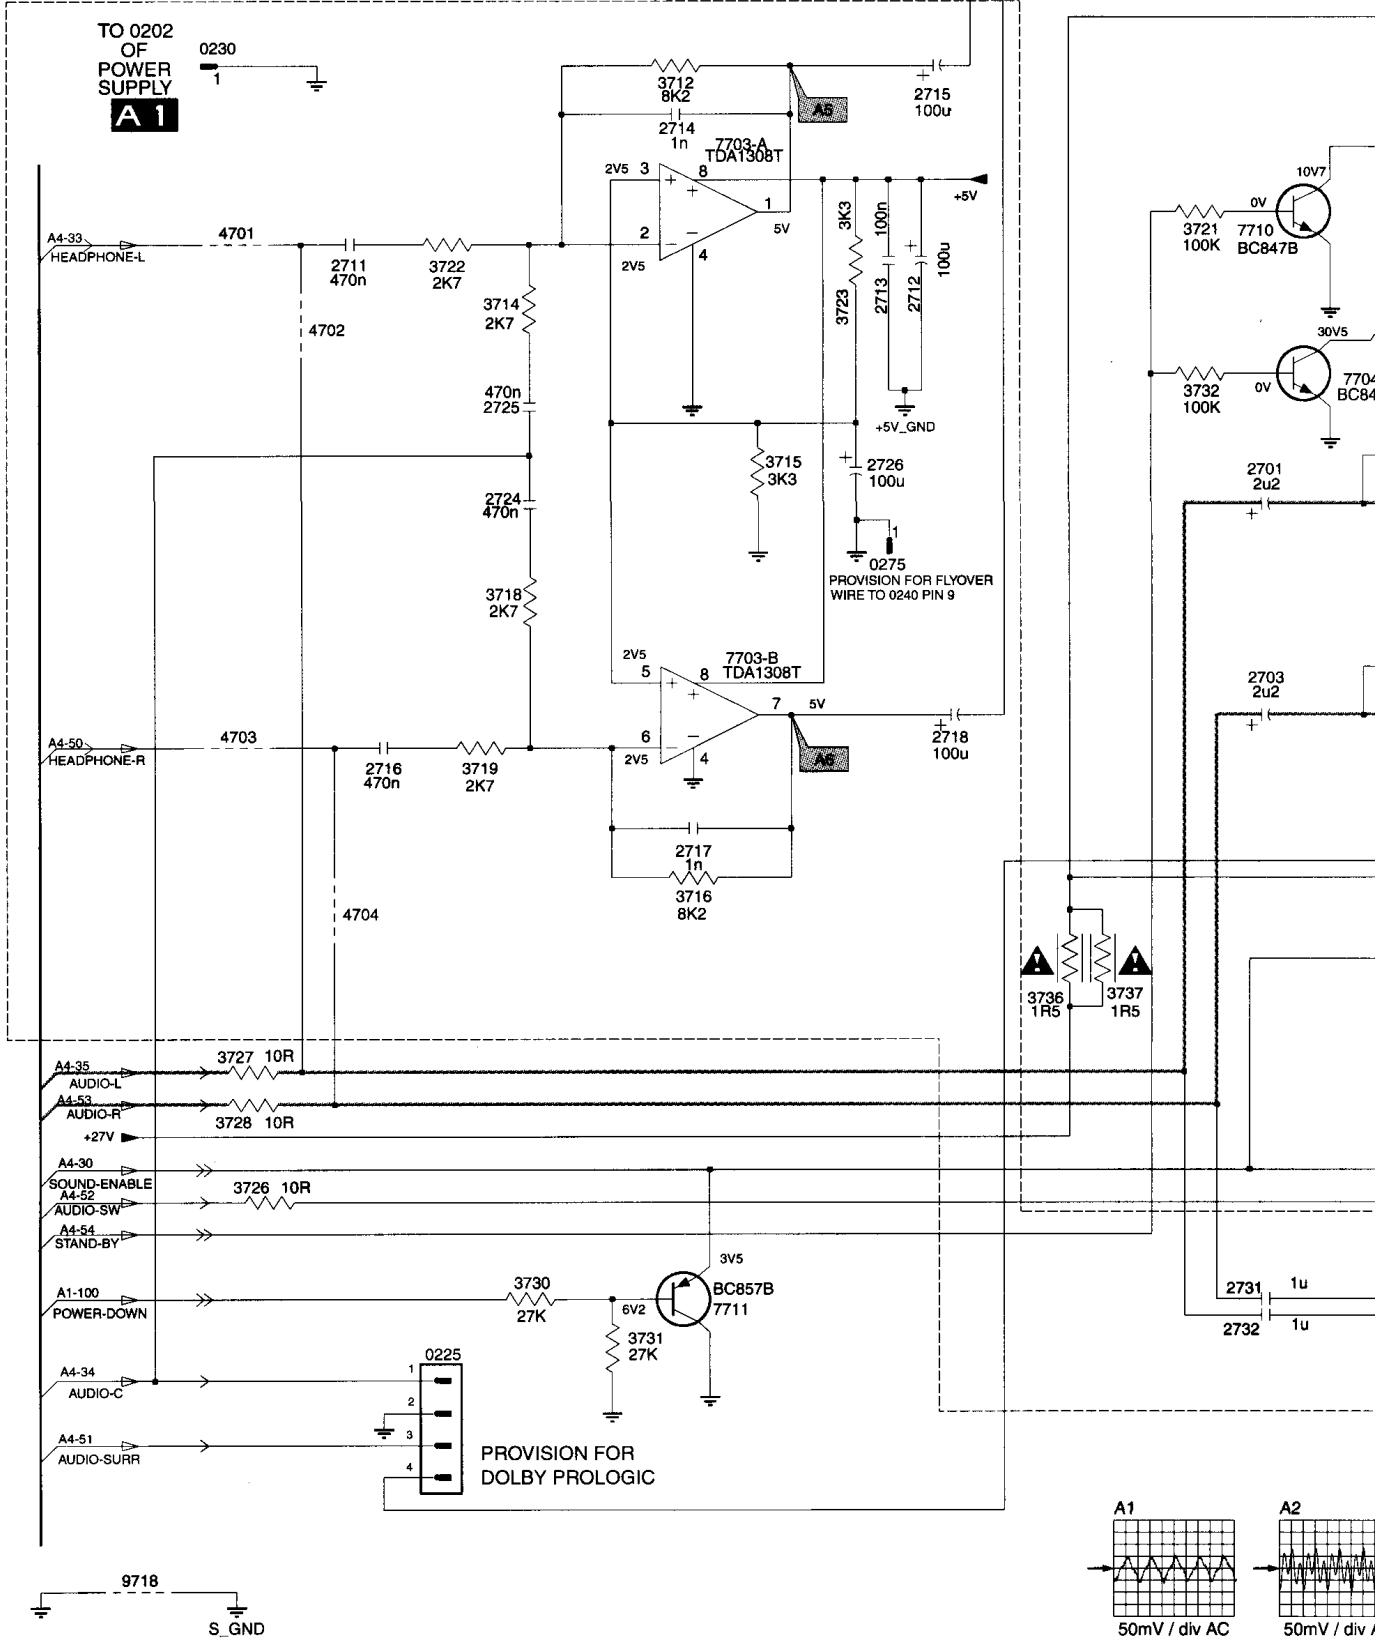 TO 0202
OF
POWER
SUPPLY
A 1
0230
1
3712
8K2
2714
1n
A5
2715
100u
7703-A
TDA1308T
2V5 3
8
1
5V
2
2V5
4
+5V
3K3
3723
100n
2713
100u
2712
+5V_GND
10V7
0V
3721
100K
7710
BC847B
30V5
0V
3732
100K
7704
BC84
A4-33
HEADPHONE-L
4701
2711
470n
3722
2K7
3714
2K7
4702
470n
2725
2724
470n
3718
2K7
3715
3K3
2726
100u
1
0275
PROVISION FOR FLYOVER
WIRE TO 0240 PIN 9
2701
2u2
2703
2u2
2V5
5
7703-B
TDA1308T
8
7
5V
6
2V5
4
A6
2718
100u
A4-50
HEADPHONE-R
4703
2716
470n
3719
2K7
2717
1n
3716
8K2
4704
3736
1R5
3737
1R5
A4-35
AUDIO-L
3727 10R
A4-53
AUDIO-R
3728 10R
+27V
A4-30
SOUND-ENABLE
A4-52
AUDIO-SW
3726 10R
A4-54
STAND-BY
A1-100
POWER-DOWN
3730
27K
6V2
3731
27K
3V5
BC857B
7711
2731 1u
2732 1u
A4-34
AUDIO-C
0225
1
2
3
4
A4-51
AUDIO-SURR
PROVISION FOR
DOLBY PROLOGIC
A1
50mV / div AC
A2
50mV / div A
9718
S_GND